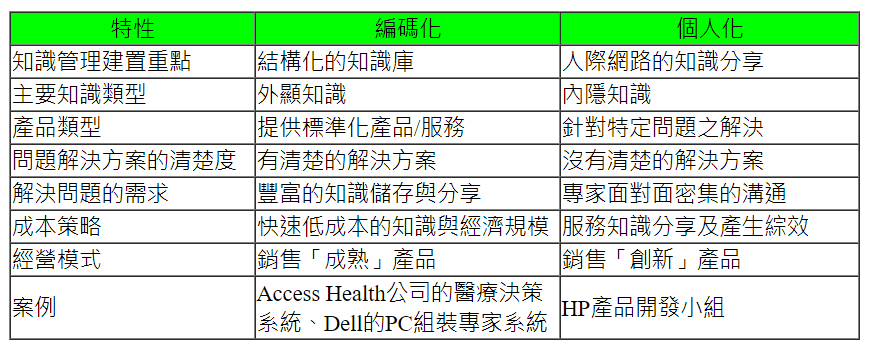 特性 編碼化 個人化
知識管理建置重點 結構化的知識庫 人際網路的知識分享
主要知識類型 外顯知識 內隱知識
產品類型 提供標準化產品/服務 針對特定問題之解決
問題解決方案的清楚度 有清楚的解決方案 沒有清楚的解決方案
解決問題的需求 豐富的知識儲存與分享 專家面對面密集的溝通
成本策略 快速低成本的知識與經濟規模 服務知識分享及產生綜效
經營模式 銷售「成熟」產品 銷售「創新」產品
案例 Access Health公司的醫療決策
系統、Dell的PC組裝專家系統 HP產品開發小組